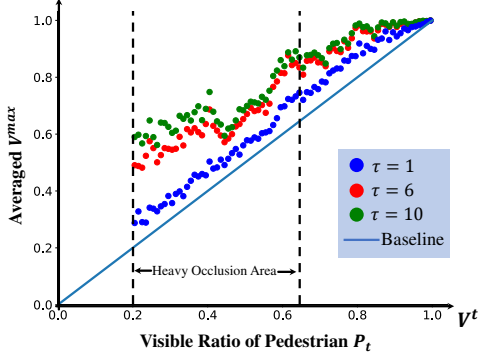 Averaged V^max
1.0
0.8
0.6
0.4
0.2
0.0
τ = 1
τ = 6
τ = 10
Baseline
Heavy Occlusion Area
0.0
0.2
0.4
0.6
0.8
1.0
V^t
Visible Ratio of Pedestrian P_t